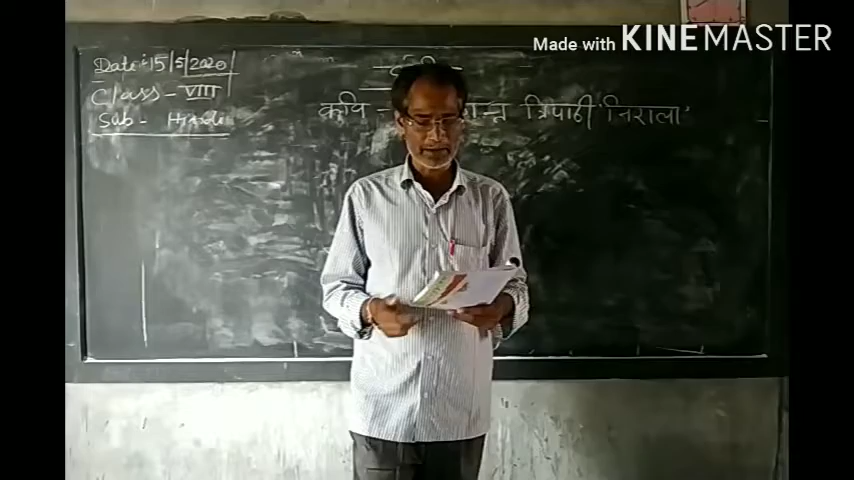 Made with KINEMASTER
Date: 15/5/2020
Class - VIII
Sub - Hindi
कवि - न्त त्रिपाठी 'निराला'